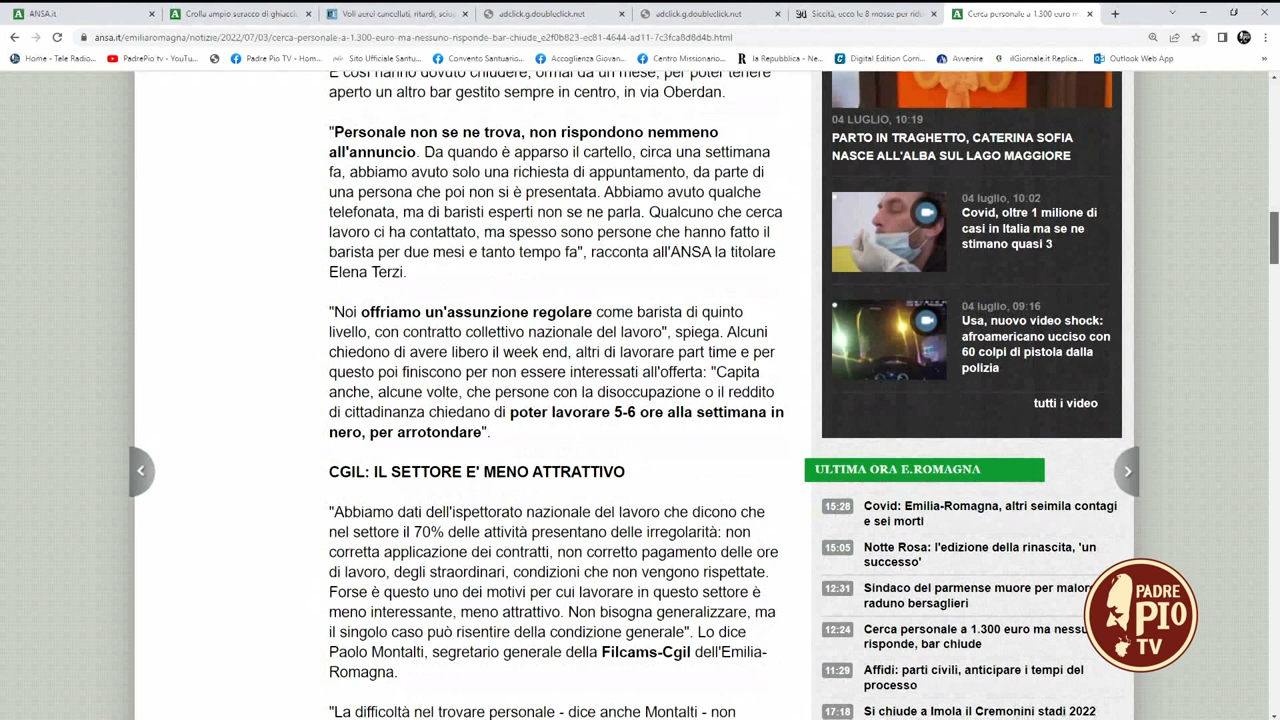 ANSA.it
Crolla ampio seracco di ghiacci
Voli aerei cancellati, ritardi, scio
adclick.g.doubleclick.net
adclick.g.doubleclick.net
Siccità, ecco le 8 mosse per rid
Cerca personale a 1.300 euro m
ansa.it/emiliaromagna/notizie/2022/07/03/cerca-personale-a-1.300-euro-ma-nessuno-risponde-bar-chiude_e2f0b823-ec81-4644-ad11-7c3fca8d8d4b.html
Home - Tele Radio...
PadrePio tv - YouTu...
Padre Pio TV - Hom...
Sito Ufficiale Santu...
Convento Santuario...
Accoglienza Giovan...
Centro Missionario...
la Repubblica - Ne...
Digital Edition Corr...
Avvenire
ilGiornale.it Replica...
Outlook Web App
E così hanno dovuto chiudere, ormai da un mese, per poter tenere
aperto un altro bar gestito sempre in centro, in via Oberdan.
"Personale non se ne trova, non rispondono nemmeno
all'annuncio. Da quando è apparso il cartello, circa una settimana
fa, abbiamo avuto solo una richiesta di appuntamento, da parte di
una persona che poi non si è presentata. Abbiamo avuto qualche
telefonata, ma di baristi esperti non se ne parla. Qualcuno che cerca
lavoro ci ha contattato, ma spesso sono persone che hanno fatto il
barista per due mesi e tanto tempo fa", racconta all'ANSA la titolare
Elena Terzi.
"Noi offriamo un'assunzione regolare come barista di quinto
livello, con contratto collettivo nazionale del lavoro", spiega. Alcuni
chiedono di avere libero il week end, altri di lavorare part time e per
questo poi finiscono per non essere interessati all'offerta: "Capita
anche, alcune volte, che persone con la disoccupazione o il reddito
di cittadinanza chiedano di poter lavorare 5-6 ore alla settimana in
nero, per arrotondare".
CGIL: IL SETTORE E' MENO ATTRATTIVO
"Abbiamo dati dell'ispettorato nazionale del lavoro che dicono che
nel settore il 70% delle attività presentano delle irregolarità: non
corretta applicazione dei contratti, non corretto pagamento delle ore
di lavoro, degli straordinari, condizioni che non vengono rispettate.
Forse è questo uno dei motivi per cui lavorare in questo settore è
meno interessante, meno attrattivo. Non bisogna generalizzare, ma
il singolo caso può risentire della condizione generale". Lo dice
Paolo Montalti, segretario generale della Filcams-Cgil dell'Emilia-
Romagna.
"La difficoltà nel trovare personale - dice anche Montalti - non
04 LUGLIO, 10:19
PARTO IN TRAGHETTO, CATERINA SOFIA
NASCE ALL'ALBA SUL LAGO MAGGIORE
04 luglio, 10:02
Covid, oltre 1 milione di
casi in Italia ma se ne
stimano quasi 3
04 luglio, 09:16
Usa, nuovo video shock:
afroamericano ucciso con
60 colpi di pistola dalla
polizia
tutti i video
ULTIMA ORA E.ROMAGNA
15:28 Covid: Emilia-Romagna, altri seimila contagi
e sei morti
15:05 Notte Rosa: l'edizione della rinascita, 'un
successo'
12:31 Sindaco del parmense muore per malor
raduno bersaglieri
12:24 Cerca personale a 1.300 euro ma nessu
risponde, bar chiude
11:29 Affidi: parti civili, anticipare i tempi del
processo
17:18 Si chiude a Imola il Cremonini stadi 2022
PADRE
PIO
TV